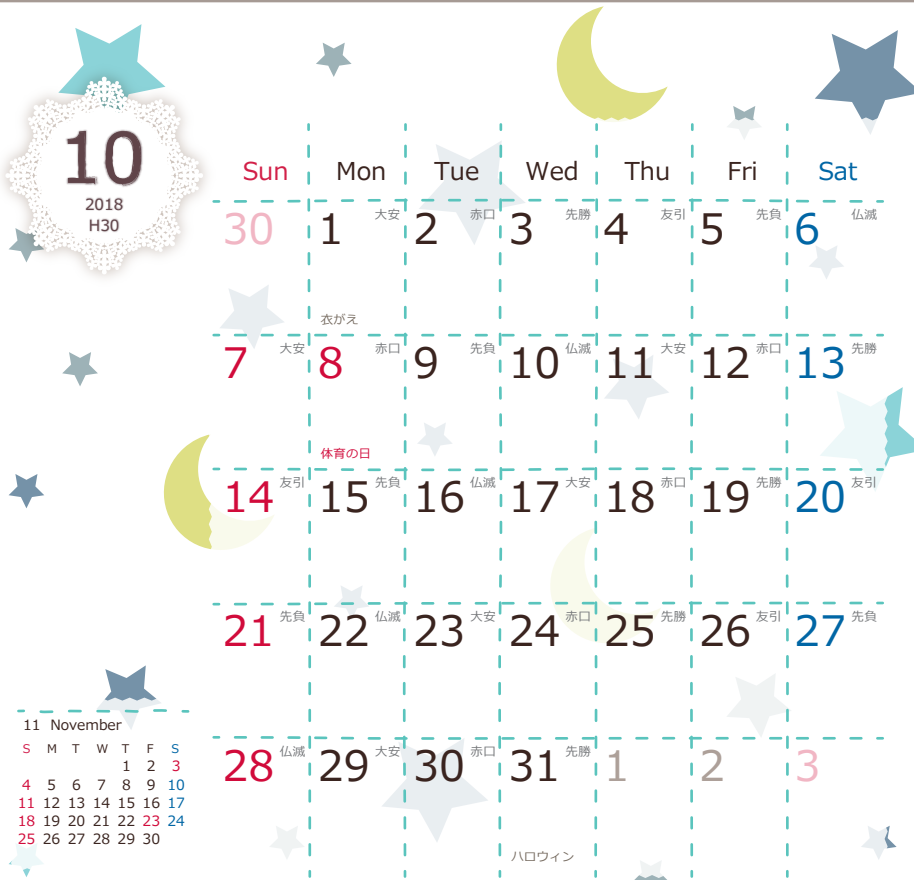 10
2018
H30
Sun Mon Tue Wed Thu Fri Sat
30 1 大安 2 赤口 3 先勝 4 友引 5 先負 6 仏滅
衣がえ
7 大安 8 赤口 9 先負 10 仏滅 11 大安 12 赤口 13 先勝
体育の日
14 友引 15 先負 16 仏滅 17 大安 18 赤口 19 先勝 20 友引
21 先負 22 仏滅 23 大安 24 赤口 25 先勝 26 友引 27 先負
28 仏滅 29 大安 30 赤口 31 先勝 1 2 3
ハロウィン
11 November
S M T W T F S
1 2 3
4 5 6 7 8 9 10
11 12 13 14 15 16 17
18 19 20 21 22 23 24
25 26 27 28 29 30